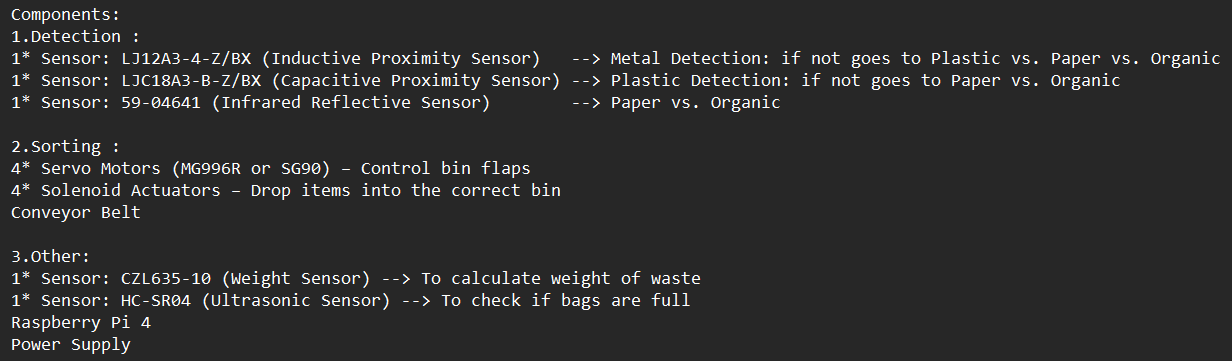 Components:
1.Detection :
1* Sensor: LJ12A3-4-Z/BX (Inductive Proximity Sensor)   --> Metal Detection: if not goes to Plastic vs. Paper vs. Organic
1* Sensor: LJC18A3-B-Z/BX (Capacitive Proximity Sensor) --> Plastic Detection: if not goes to Paper vs. Organic
1* Sensor: 59-04641 (Infrared Reflective Sensor)        --> Paper vs. Organic
2.Sorting :
4* Servo Motors (MG996R or SG90) – Control bin flaps
4* Solenoid Actuators – Drop items into the correct bin
Conveyor Belt
3.Other:
1* Sensor: CZL635-10 (Weight Sensor) --> To calculate weight of waste
1* Sensor: HC-SR04 (Ultrasonic Sensor) --> To check if bags are full
Raspberry Pi 4
Power Supply